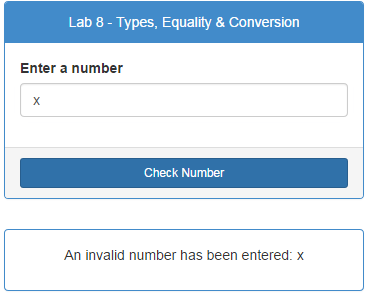 Lab 8 - Types, Equality & Conversion
Enter a number
x
Check Number
An invalid number has been entered: x